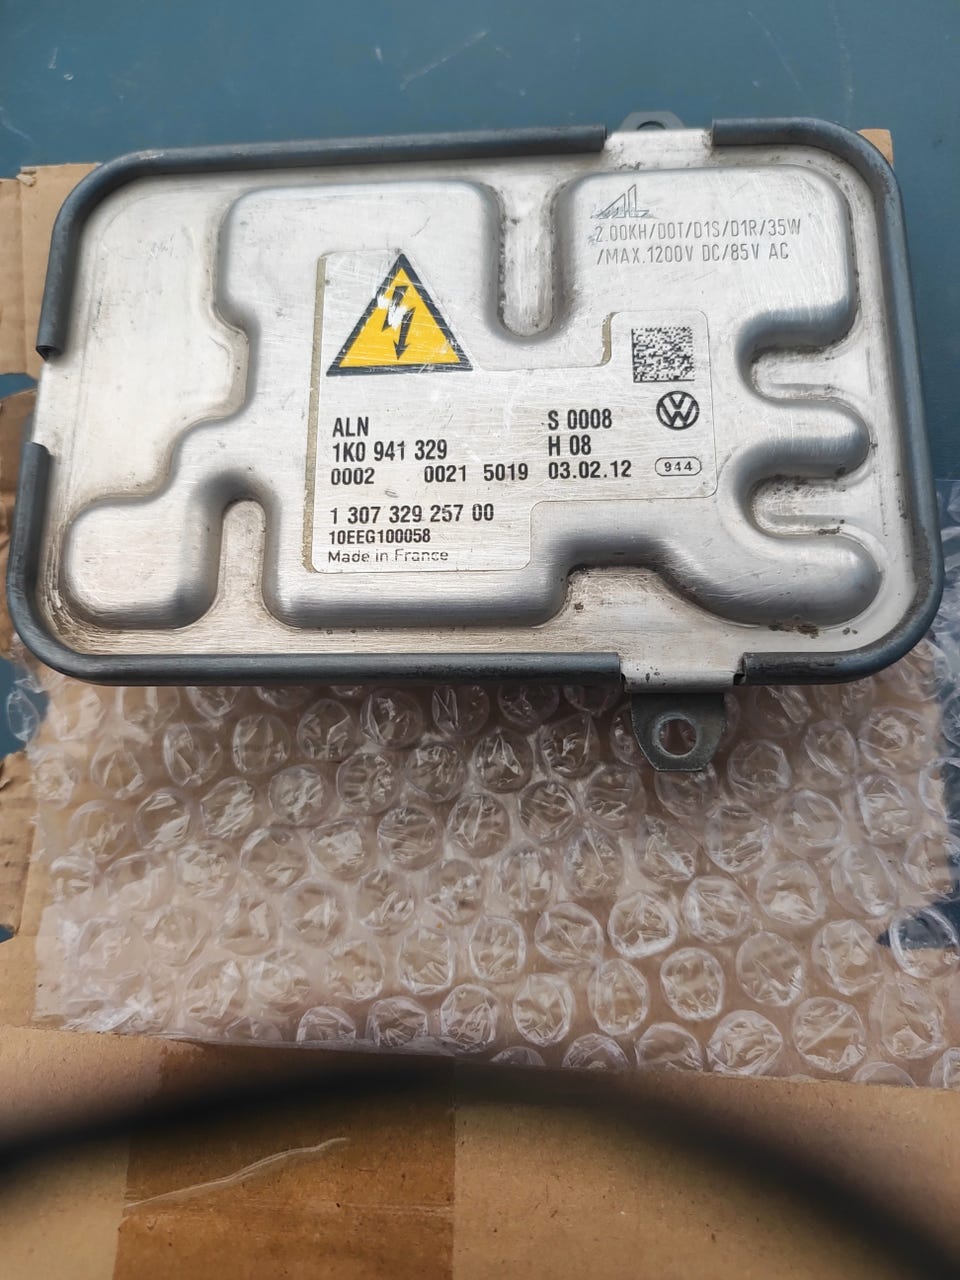 AL
2.00KH/DOT/D1S/D1R/35W
/MAX.1200V DC/85V AC
ALN S 0008
1K0 941 329 H 08
0002 0021 5019 03.02.12 944
1 307 329 257 00
10EEG100058
Made in France